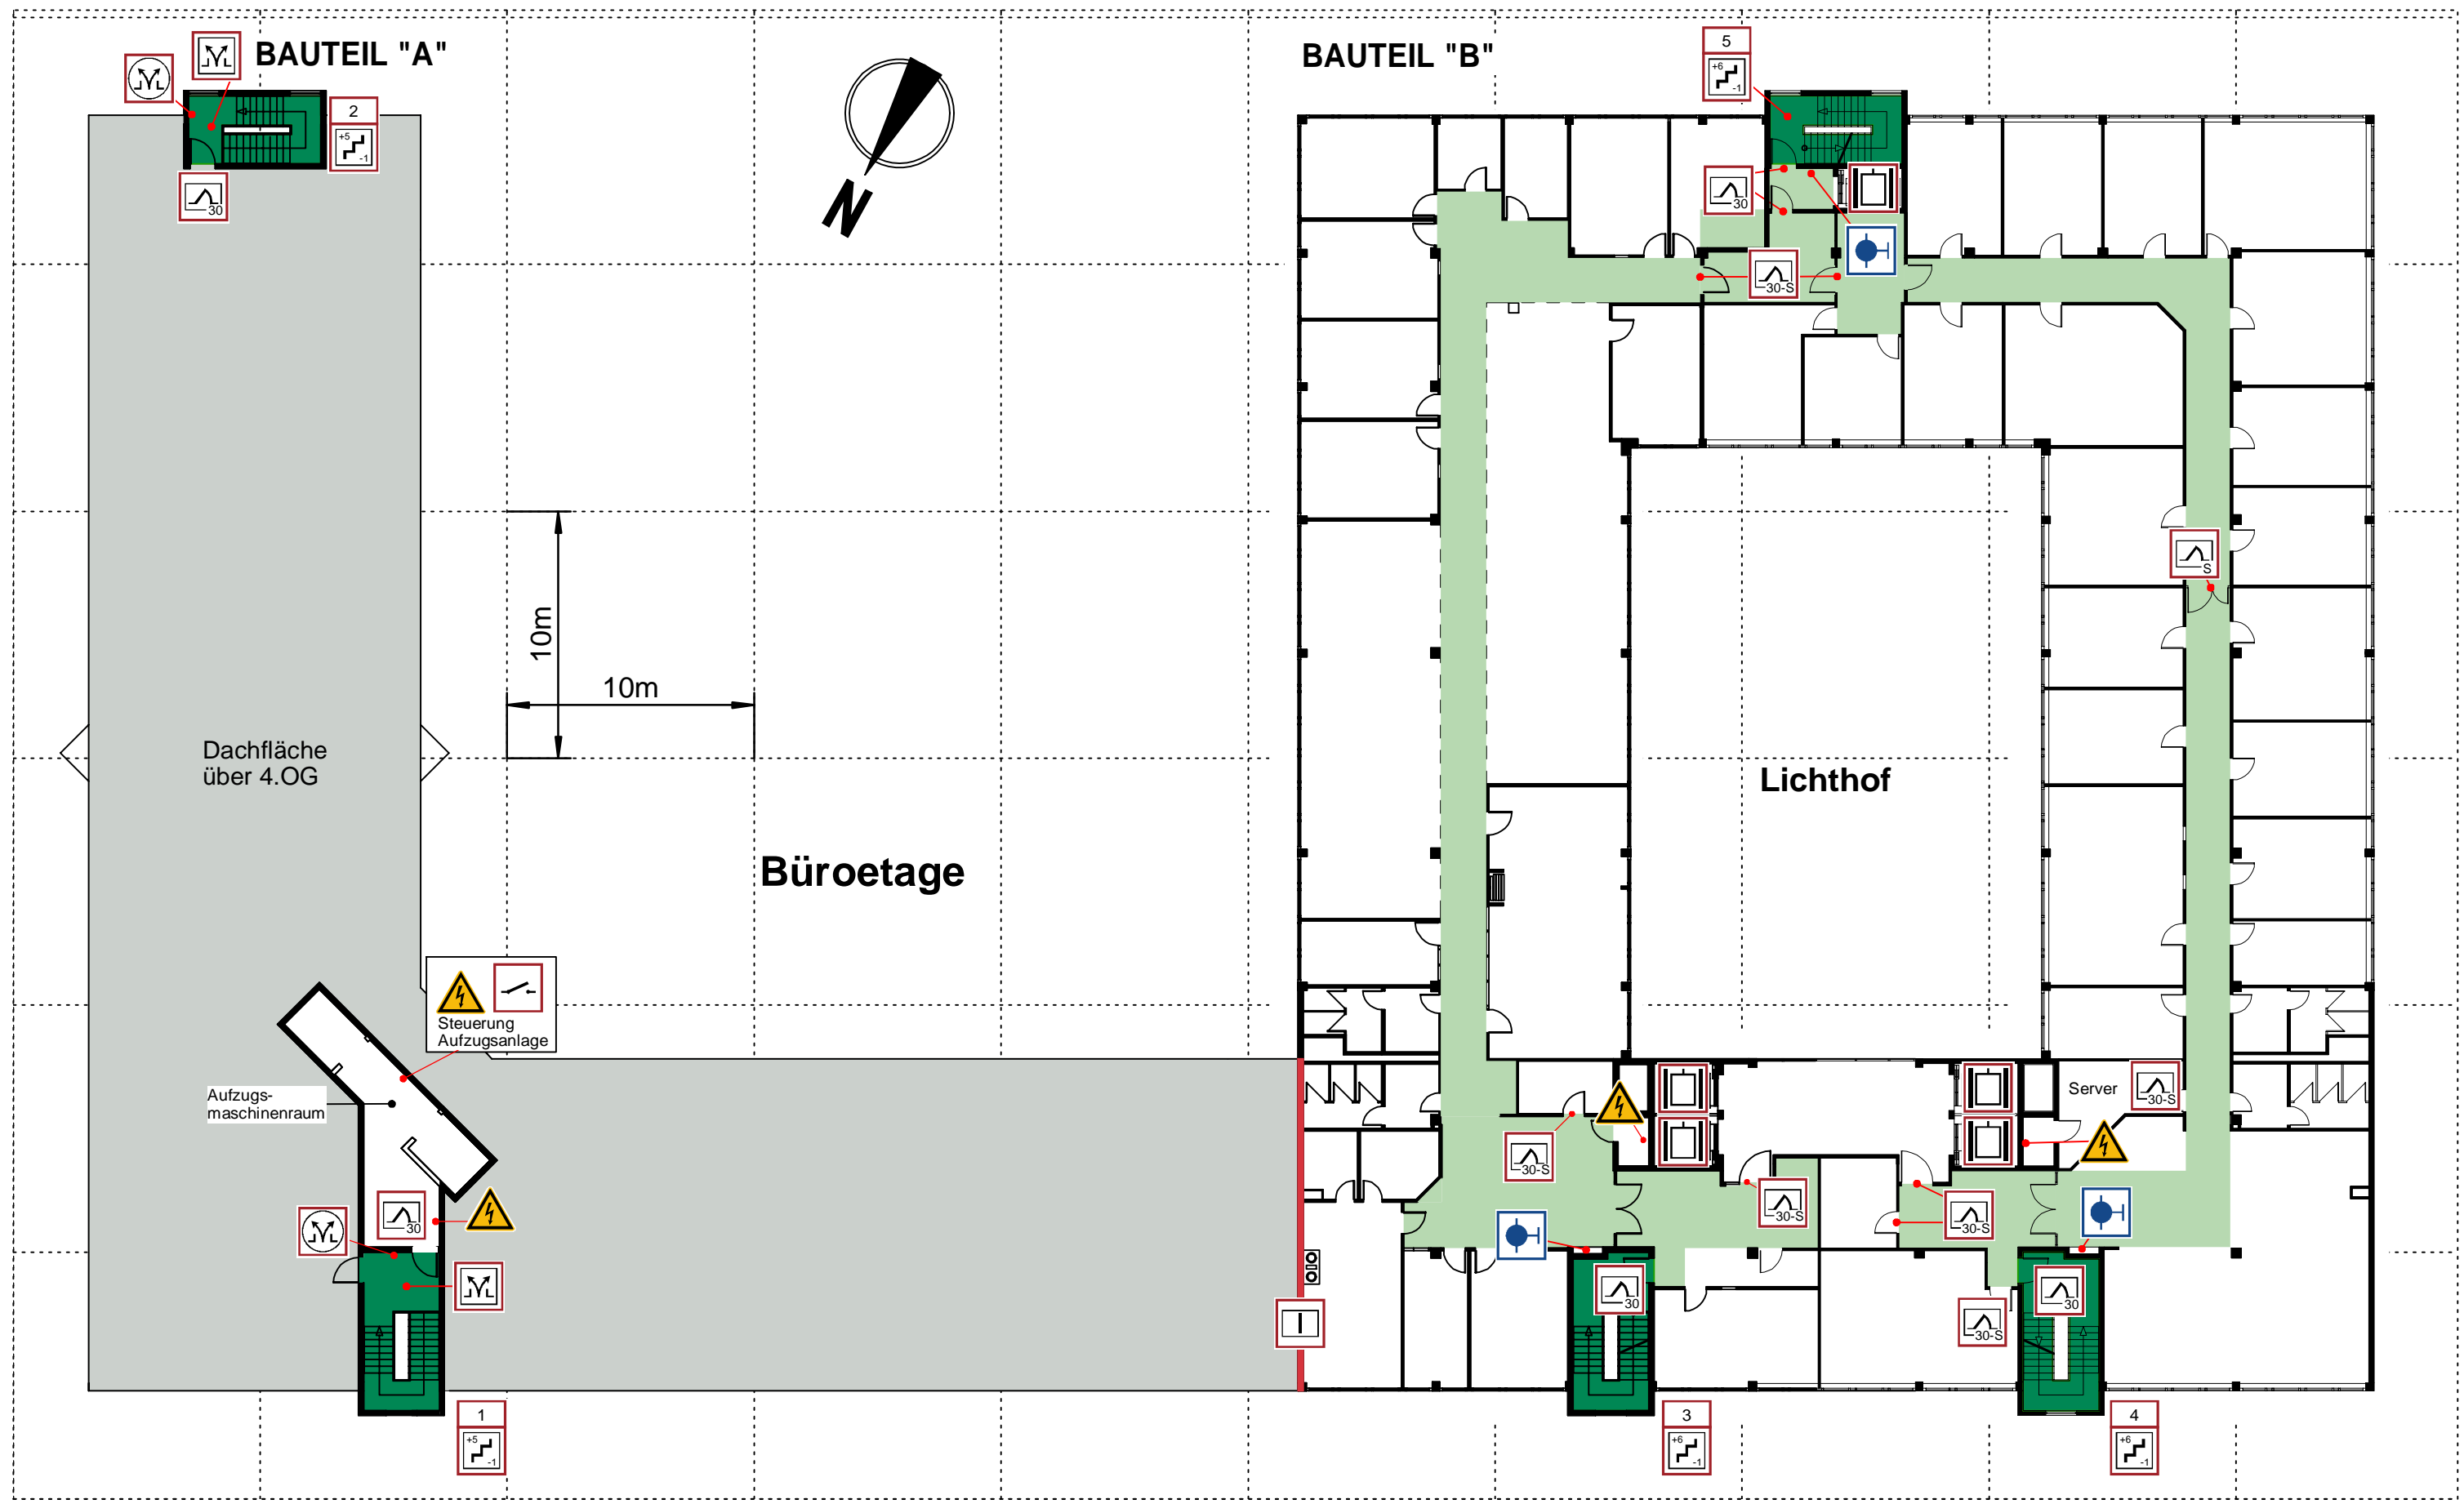 BAUTEIL "A"
BAUTEIL "B"
5
+6
-1
2
+5
-1
30
30
N
30-S
S
10m
10m
Dachfläche
über 4.OG
Lichthof
Büroetage
Steuerung
Aufzugsanlage
Aufzugs-
maschinenraum
Server
30-S
30-S
30
30-S
30-S
30
30
30-S
1
+5
-1
3
+6
-1
4
+6
-1